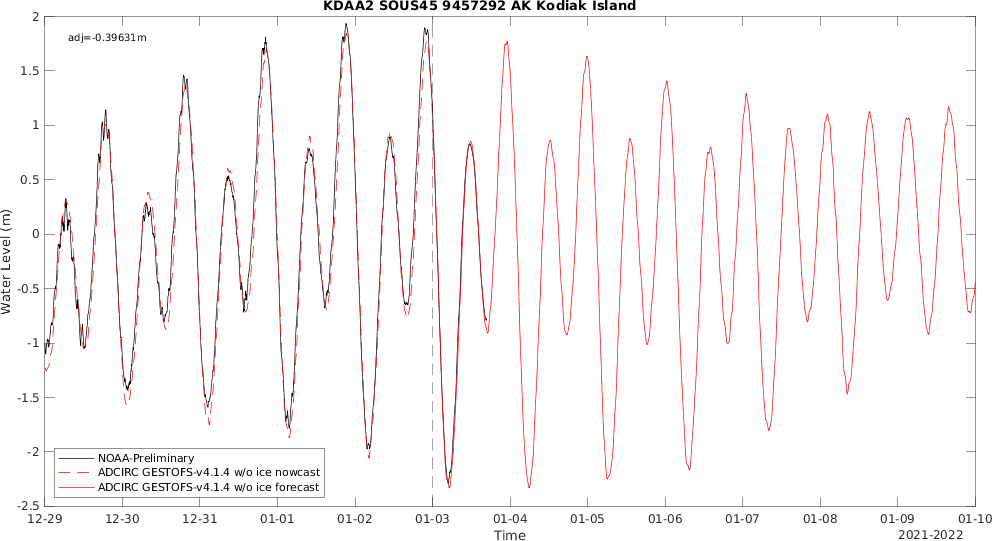 KDAA2 SOUS45 9457292 AK Kodiak Island
adj=-0.39631m
2
1.5
1
0.5
0
-0.5
-1
-1.5
-2
-2.5
Water Level (m)
NOAA-Preliminary
ADCIRC GESTOFS-v4.1.4 w/o ice nowcast
ADCIRC GESTOFS-v4.1.4 w/o ice forecast
12-29 12-30 12-31 01-01 01-02 01-03 01-04 01-05 01-06 01-07 01-08 01-09 01-10
Time
2021-2022